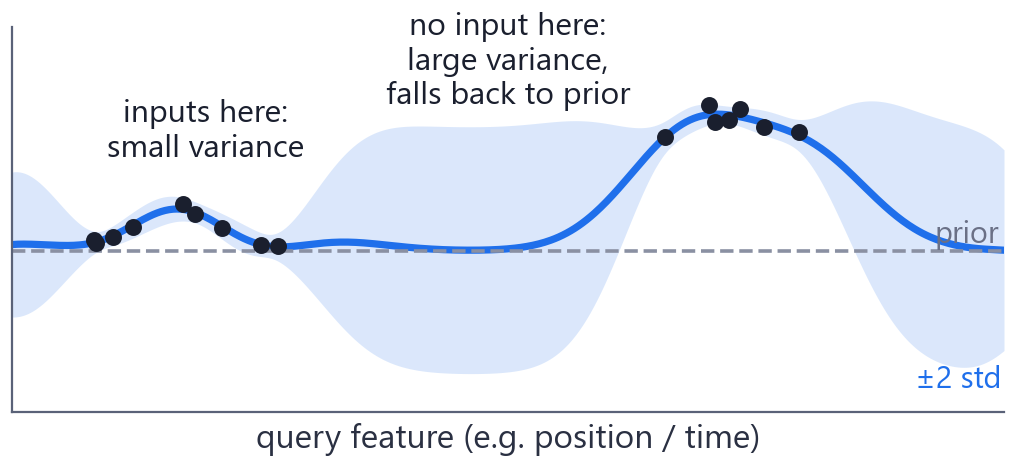 no input here:
large variance,
falls back to prior
inputs here:
small variance
prior
±2 std
query feature (e.g. position / time)